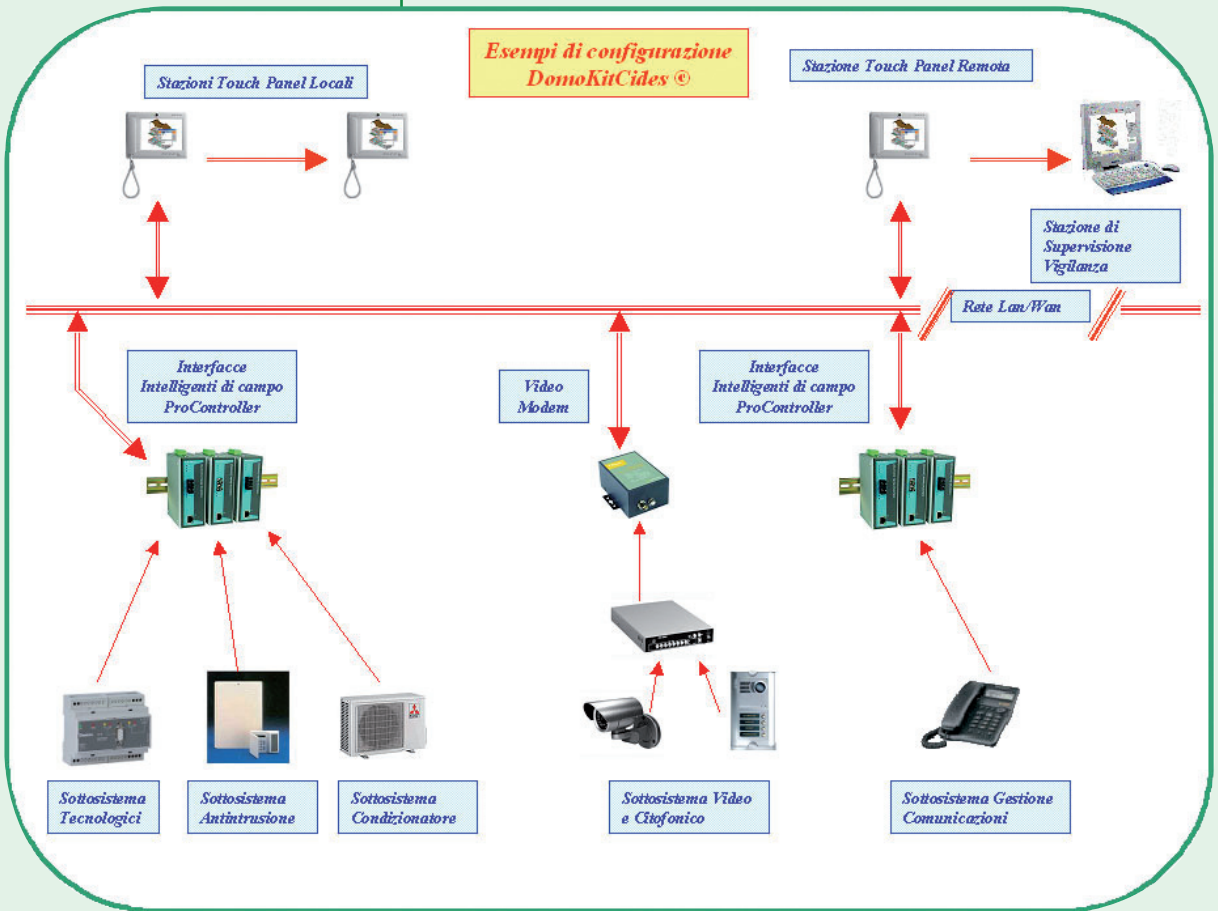 Esempi di configurazione
DomoKitCides ©
Stazioni Touch Panel Locali
Stazione Touch Panel Remota
Stazione di
Supervisione
Vigilanza
Rete Lan/Wan
Interfacce
Intelligenti di campo
ProController
Video
Modem
Interfacce
Intelligenti di campo
ProController
Sottosistema
Tecnologici
Sottosistema
Antintrusione
Sottosistema
Condizionatore
Sottosistema Video
e Citofonico
Sottosistema Gestione
Comunicazioni